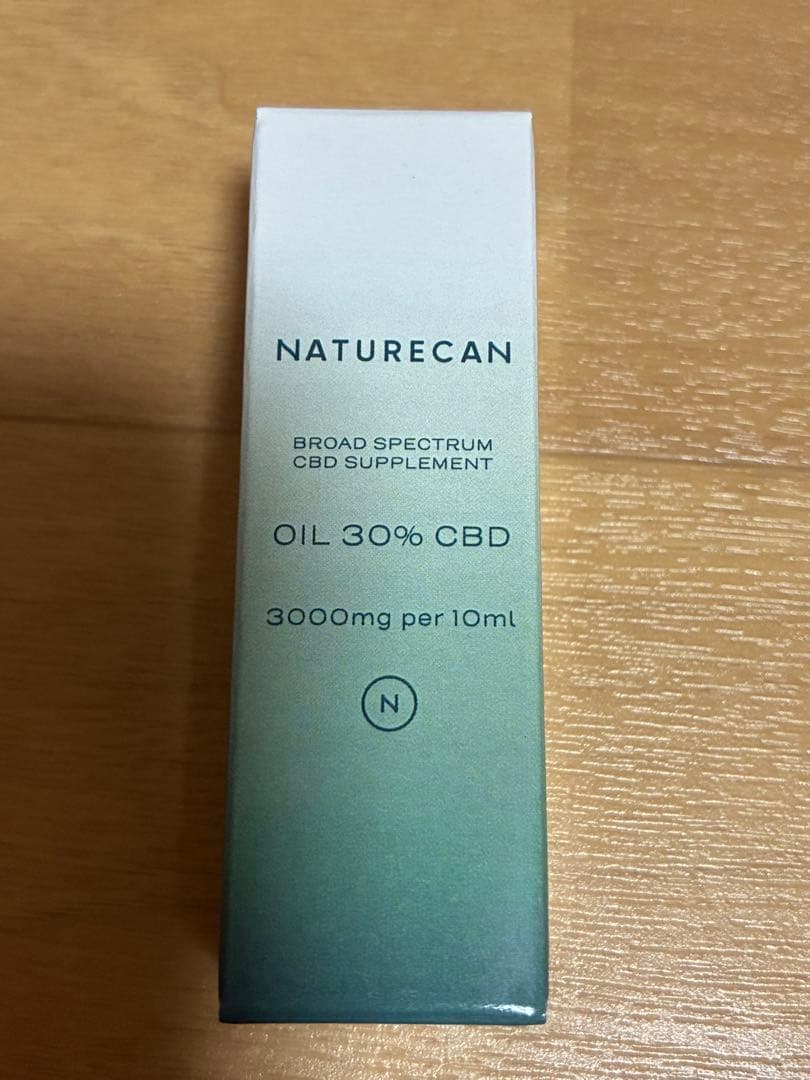 NATURECAN
BROAD SPECTRUM
CBD SUPPLEMENT
OIL 30% CBD
3000mg per 10ml
N